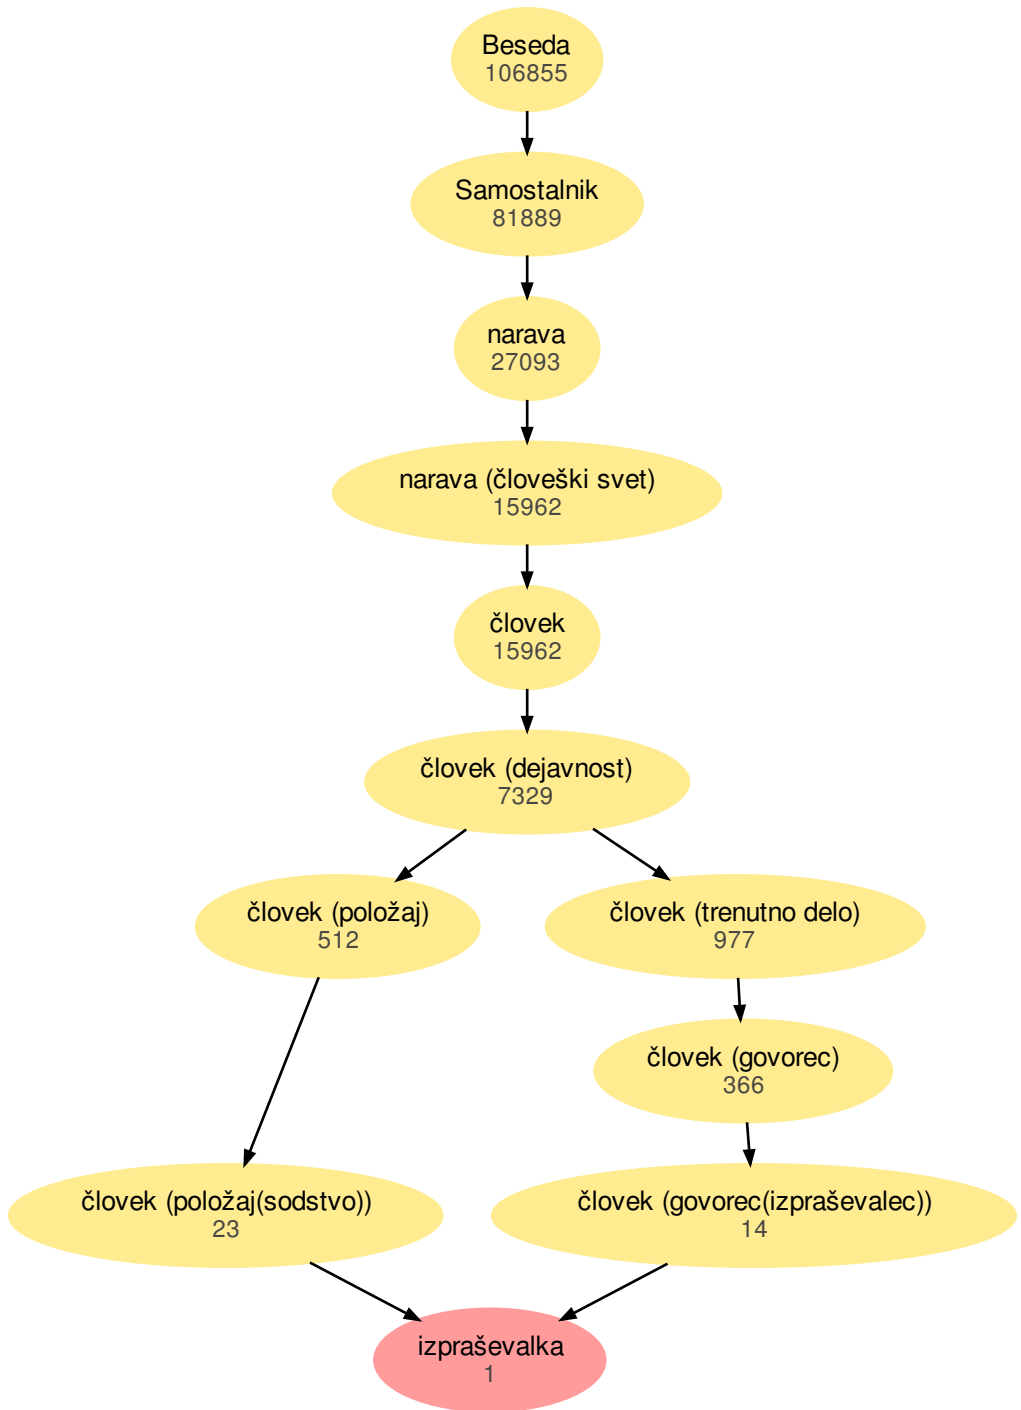 Beseda
106855
Samostalnik
81889
narava
27093
narava (človeški svet)
15962
človek
15962
človek (dejavnost)
7329
človek (položaj)
512
človek (trenutno delo)
977
človek (govorec)
366
človek (položaj(sodstvo))
23
človek (govorec(izpraševalec))
14
izpraševalka
1